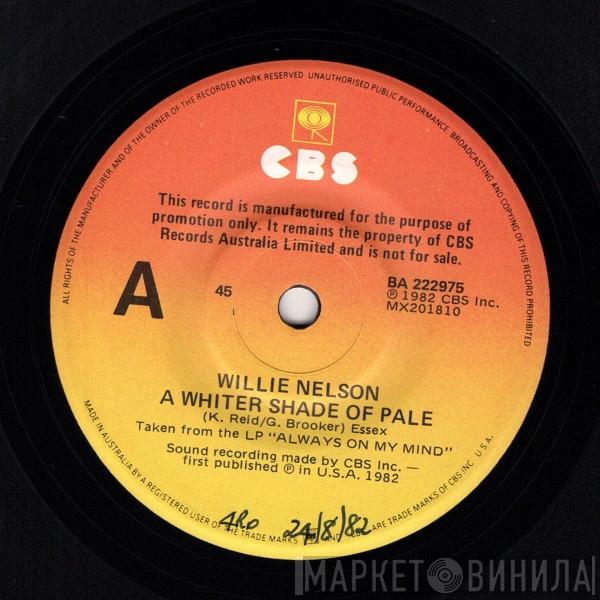 ALL RIGHTS OF THE MANUFACTURER AND OF THE OWNER OF THE RECORDED WORK RESERVED. UNAUTHORISED PUBLIC PERFORMANCE, BROADCASTING AND COPYING OF THIS RECORD PROHIBITED
CBS
This record is manufactured for the purpose of
promotion only. It remains the property of CBS
Records Australia Limited and is not for sale.
A
45
BA 222975
℗ 1982 CBS Inc.
MX201810
WILLIE NELSON
A WHITER SHADE OF PALE
(K. Reid/G. Brooker) Essex
Taken from the LP "ALWAYS ON MY MIND"
Sound recording made by CBS Inc. —
first published ℗ in U.S.A. 1982
MADE IN AUSTRALIA BY A REGISTERED USER OF THE TRADE MARKS AND CBS ARE TRADE MARKS OF CBS INC. U.S.A.
24/8/82
МАРКЕТ ВИНИЛА